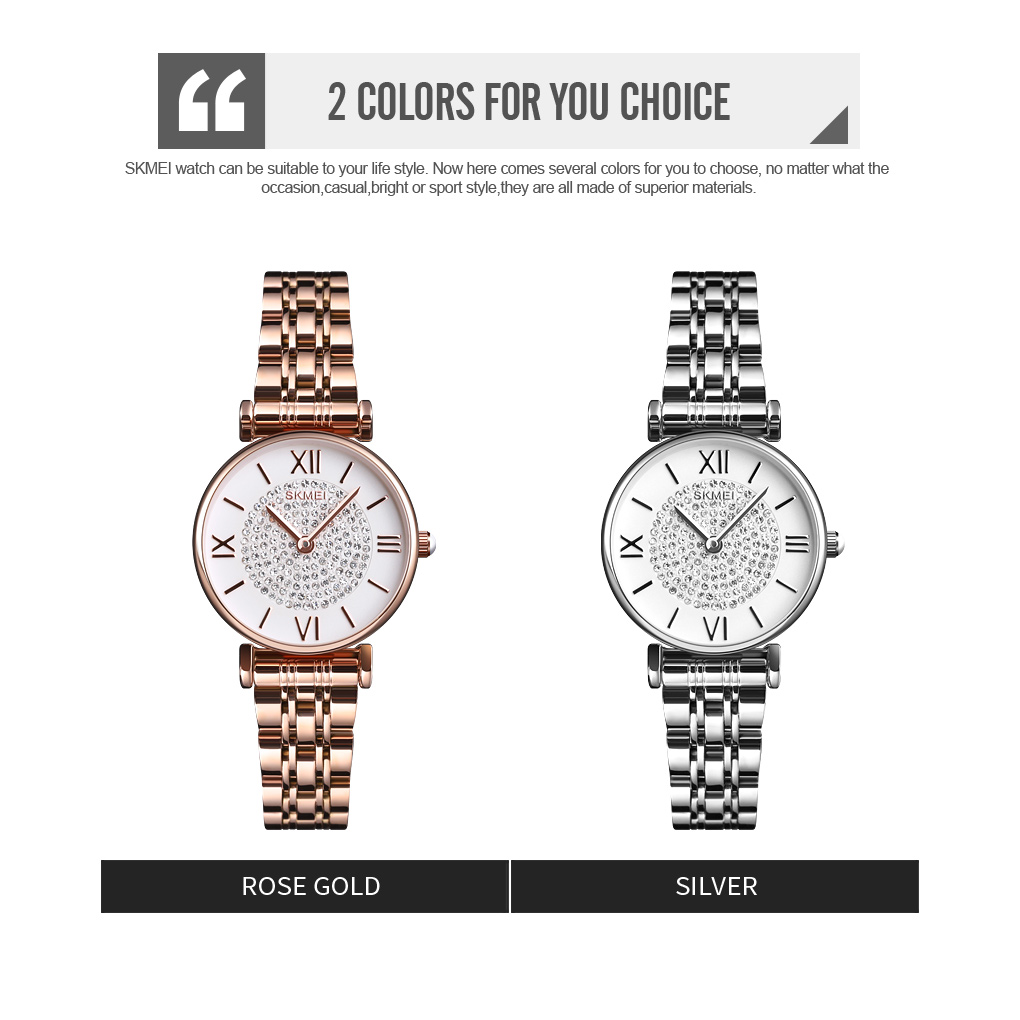 2 COLORS FOR YOU CHOICE
SKMEI watch can be suitable to your life style. Now here comes several colors for you to choose, no matter what the
occasion,casual,bright or sport style,they are all made of superior materials.
XII
SKMEI
IX
III
VI
XII
SKMEI
IX
III
VI
ROSE GOLD
SILVER